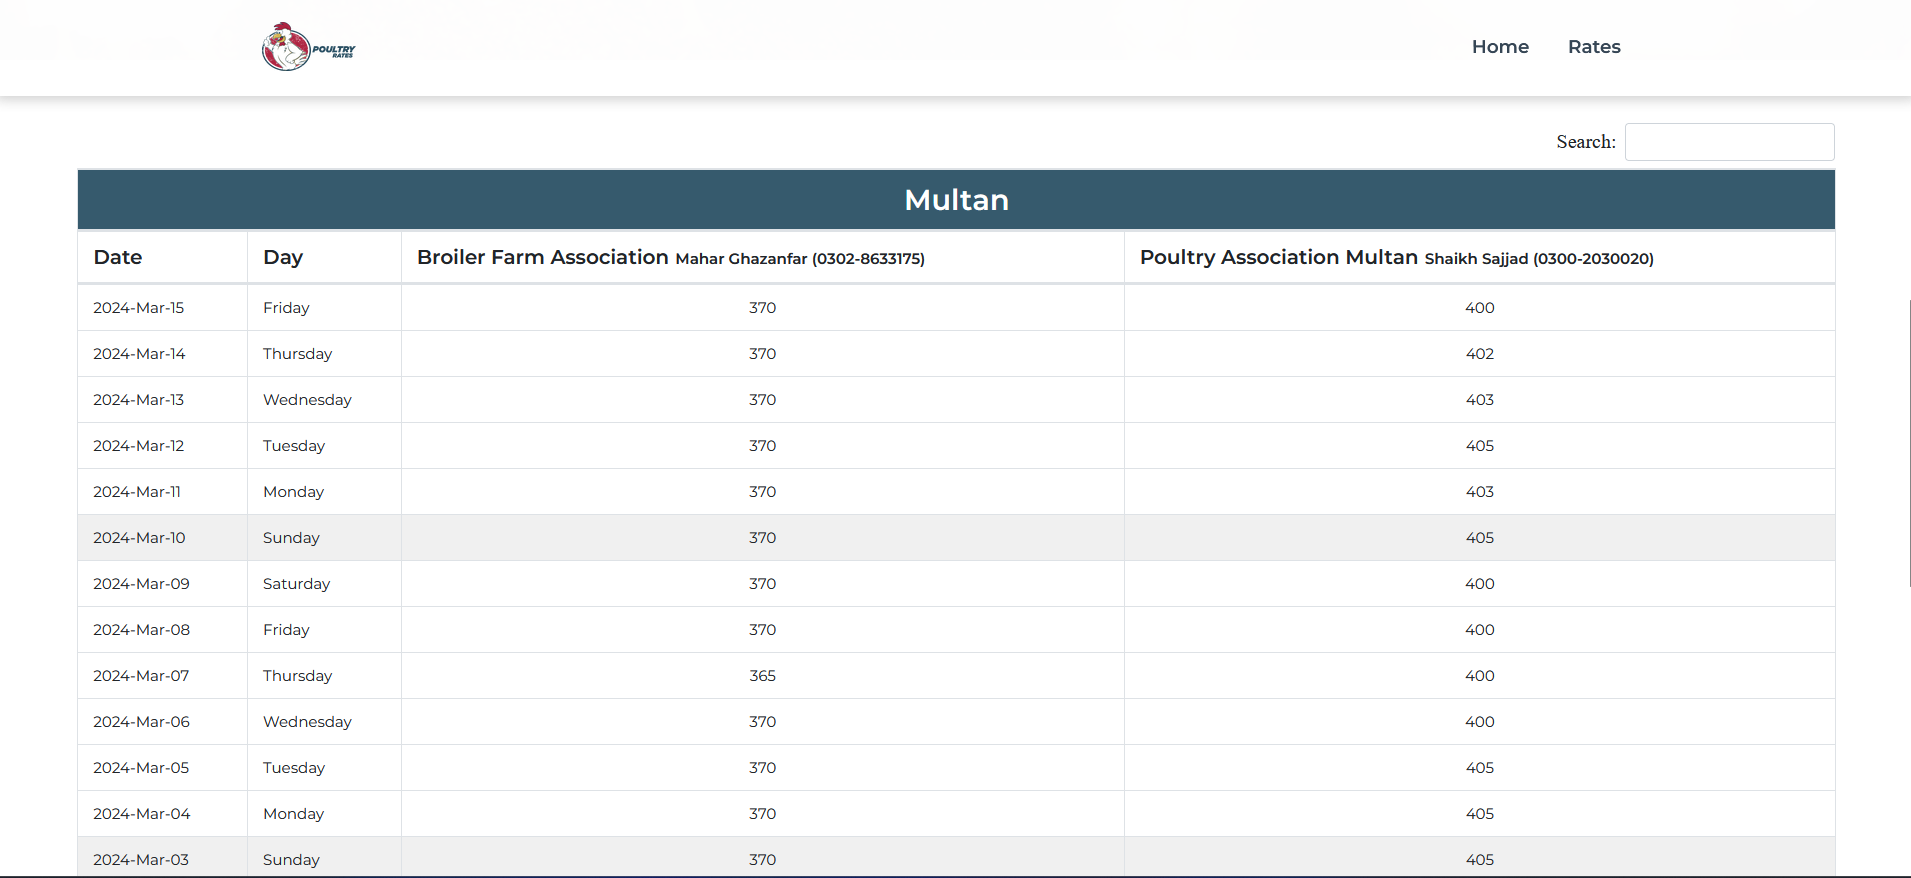 POULTRY
RATES
Home Rates
Search:
Multan
Date Day Broiler Farm Association Mahar Ghazanfar (0302-8633175) Poultry Association Multan Shaikh Sajjad (0300-2030020)
2024-Mar-15 Friday 370 400
2024-Mar-14 Thursday 370 402
2024-Mar-13 Wednesday 370 403
2024-Mar-12 Tuesday 370 405
2024-Mar-11 Monday 370 403
2024-Mar-10 Sunday 370 405
2024-Mar-09 Saturday 370 400
2024-Mar-08 Friday 370 400
2024-Mar-07 Thursday 365 400
2024-Mar-06 Wednesday 370 400
2024-Mar-05 Tuesday 370 405
2024-Mar-04 Monday 370 405
2024-Mar-03 Sunday 370 405